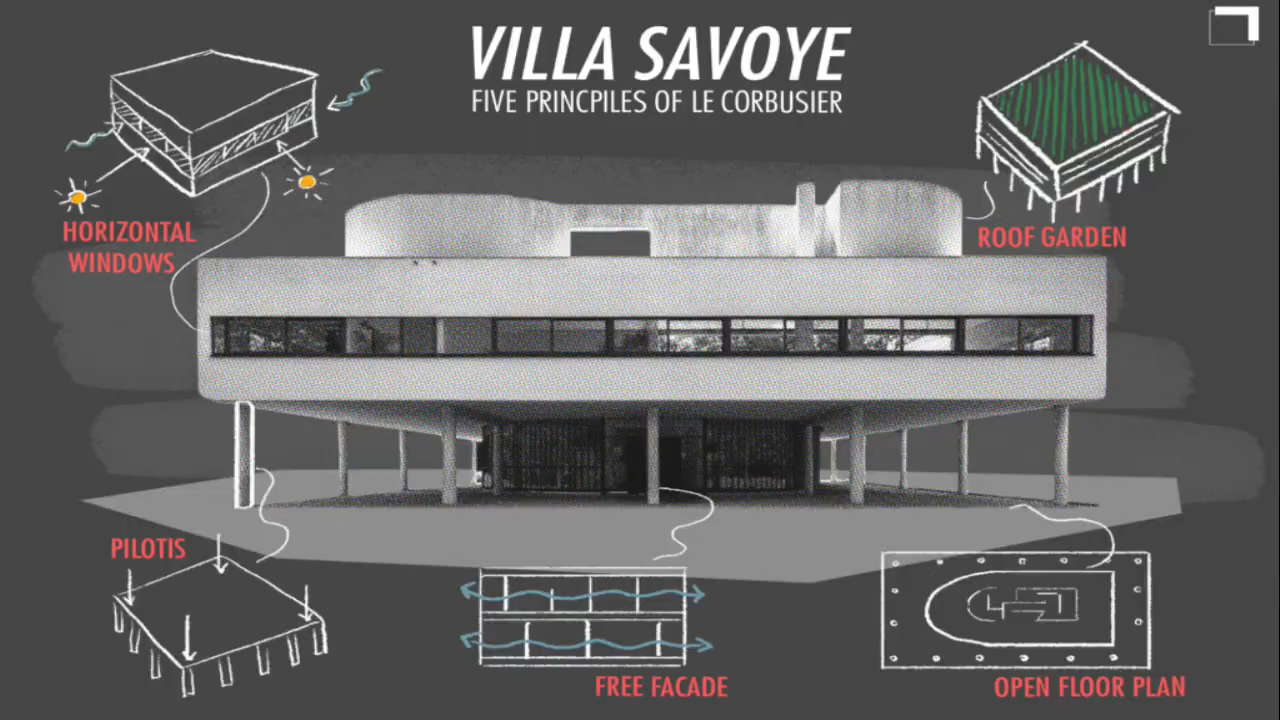 VILLA SAVOYE
FIVE PRINCPILES OF LE CORBUSIER
HORIZONTAL
WINDOWS
ROOF GARDEN
PILOTIS
FREE FACADE
OPEN FLOOR PLAN